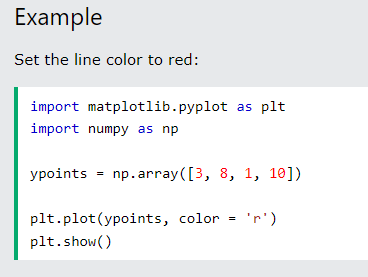 Example
Set the line color to red:
import matplotlib.pyplot as plt
import numpy as np
ypoints = np.array([3, 8, 1, 10])
plt.plot(ypoints, color = 'r')
plt.show()